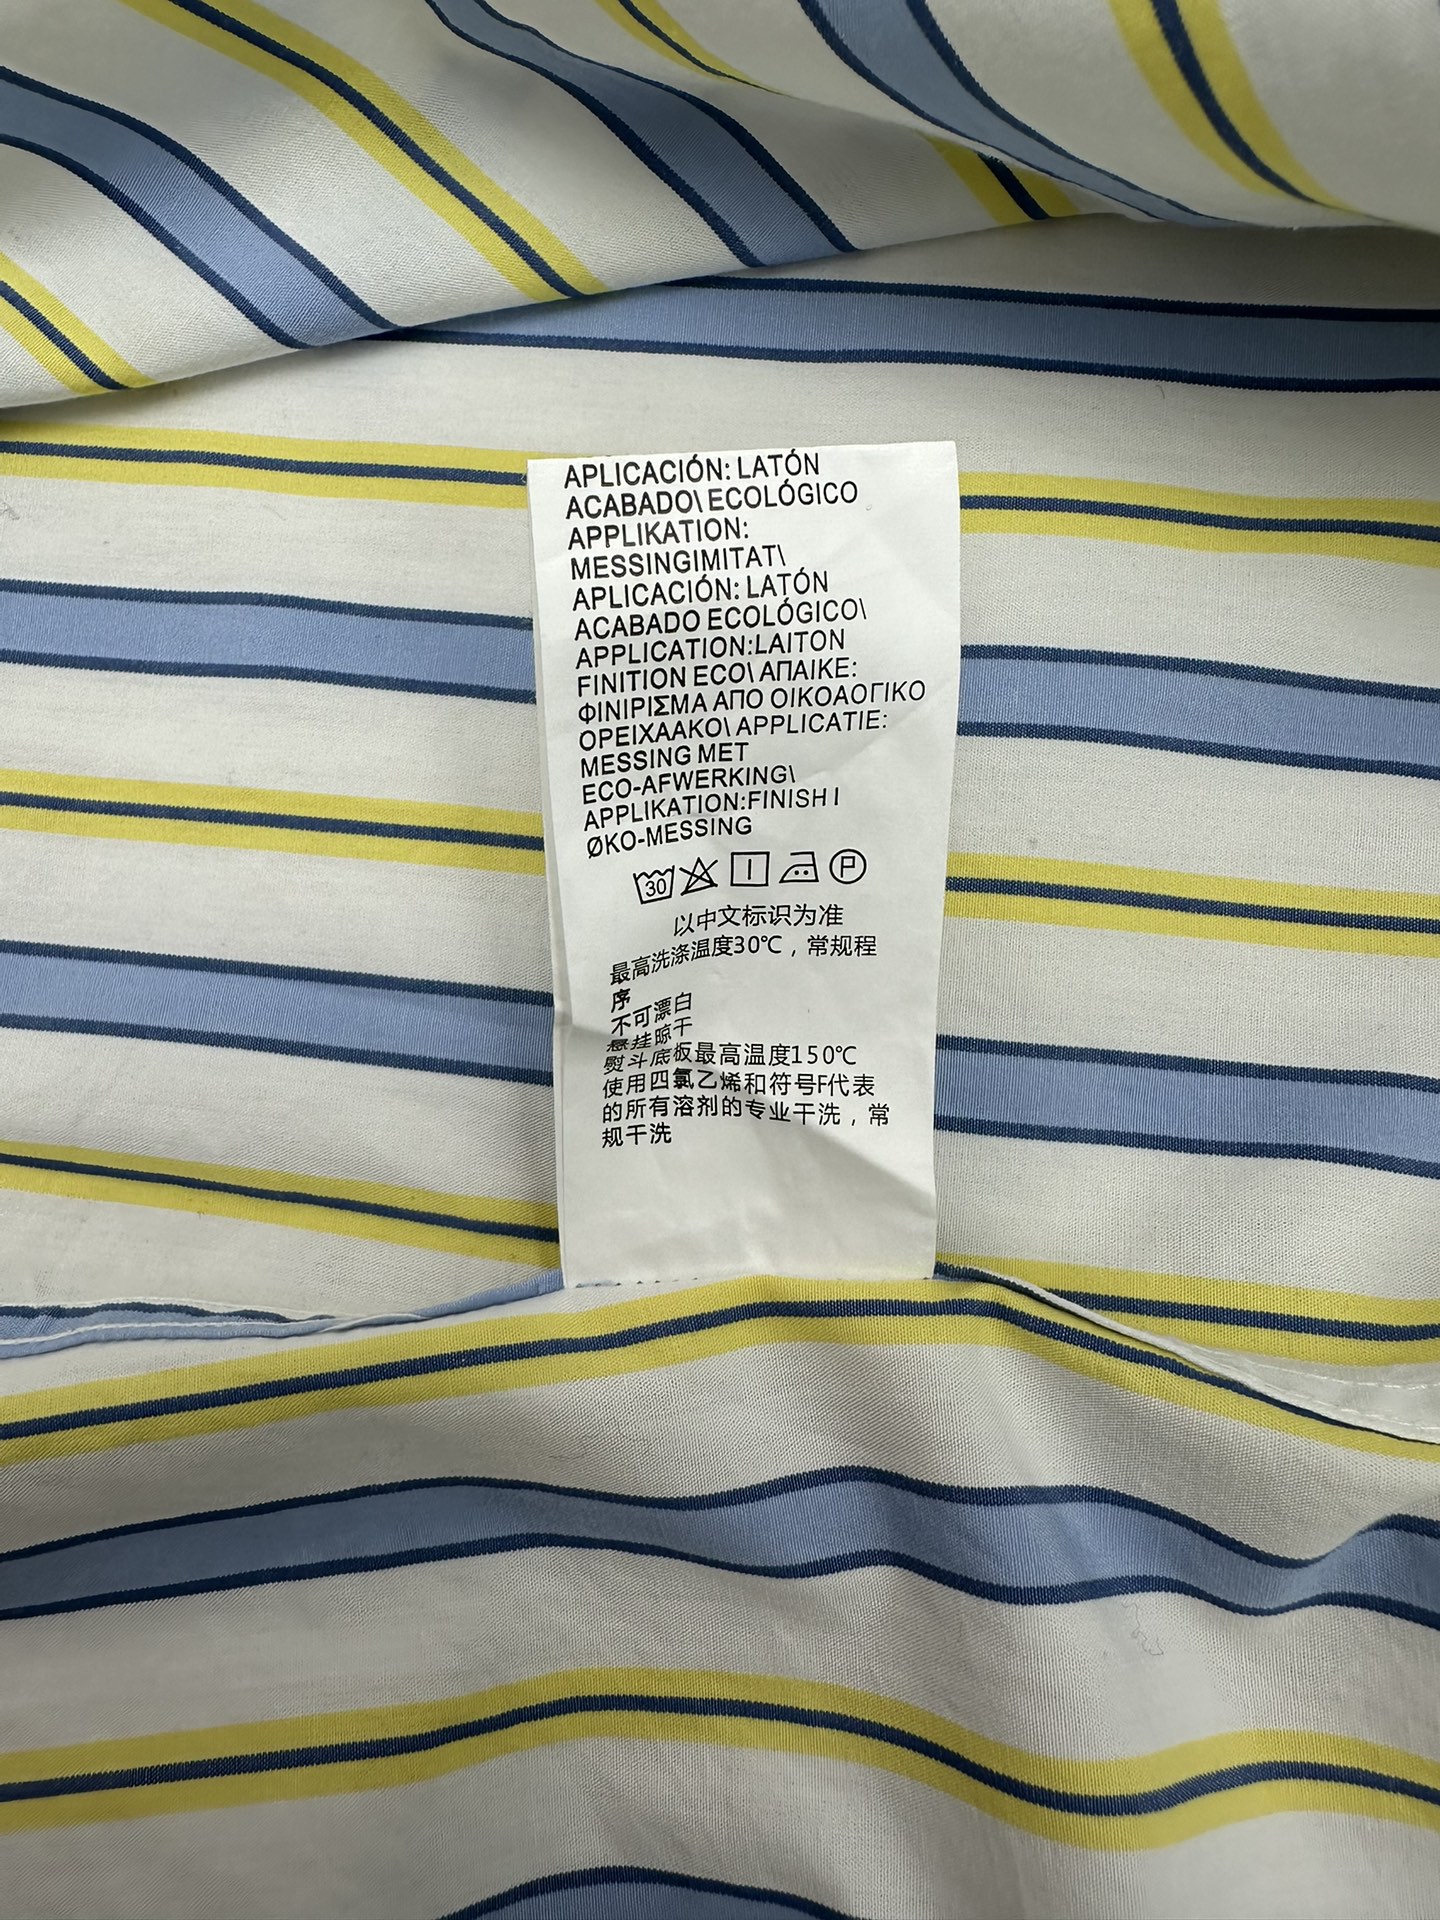 APLICACIÓN: LATÓN
ACABADO\ ECOLÓGICO
APPLIKATION:
MESSINGIMITAT\
APLICACIÓN: LATÓN
ACABADO ECOLÓGICO\
APPLICATION:LAITON
FINITION ECO\ ΑΠΑΙΚΕ:
ΦΙΝΙΡΙΣΜΑ ΑΠΟ ΟΙΚΟΑΟΓΙΚΟ
ΟΡΕΙΧΑΑΚΟ\ APPLICATIE:
MESSING MET
ECO-AFWERKING\
APPLIKATION:FINISH I
ØKO-MESSING
30 P
以中文标识为准
最高洗涤温度30℃，常规程
序
不可漂白
悬挂晾干
熨斗底板最高温度150℃
使用四氯乙烯和符号F代表
的所有溶剂的专业干洗，常
规干洗